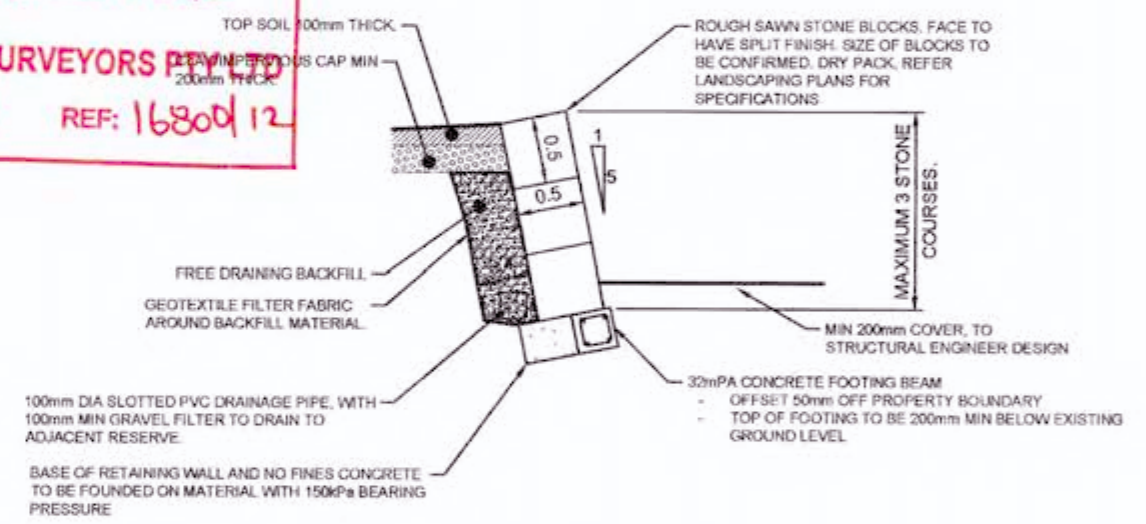 TOP SOIL 100mm THICK.
URVEYORS PTY LTD
CLAY/IMPERVIOUS CAP MIN
200mm THICK.
REF: 16800/12
ROUGH SAWN STONE BLOCKS. FACE TO
HAVE SPLIT FINISH. SIZE OF BLOCKS TO
BE CONFIRMED. DRY PACK, REFER
LANDSCAPING PLANS FOR
SPECIFICATIONS
0.5
0.5
1
5
MAXIMUM 3 STONE
COURSES.
FREE DRAINING BACKFILL
GEOTEXTILE FILTER FABRIC
AROUND BACKFILL MATERIAL.
MIN 200mm COVER, TO
STRUCTURAL ENGINEER DESIGN
100mm DIA SLOTTED PVC DRAINAGE PIPE, WITH
100mm MIN GRAVEL FILTER TO DRAIN TO
ADJACENT RESERVE.
32mPA CONCRETE FOOTING BEAM
- OFFSET 50mm OFF PROPERTY BOUNDARY
- TOP OF FOOTING TO BE 200mm MIN BELOW EXISTING
GROUND LEVEL
BASE OF RETAINING WALL AND NO FINES CONCRETE
TO BE FOUNDED ON MATERIAL WITH 150kPa BEARING
PRESSURE